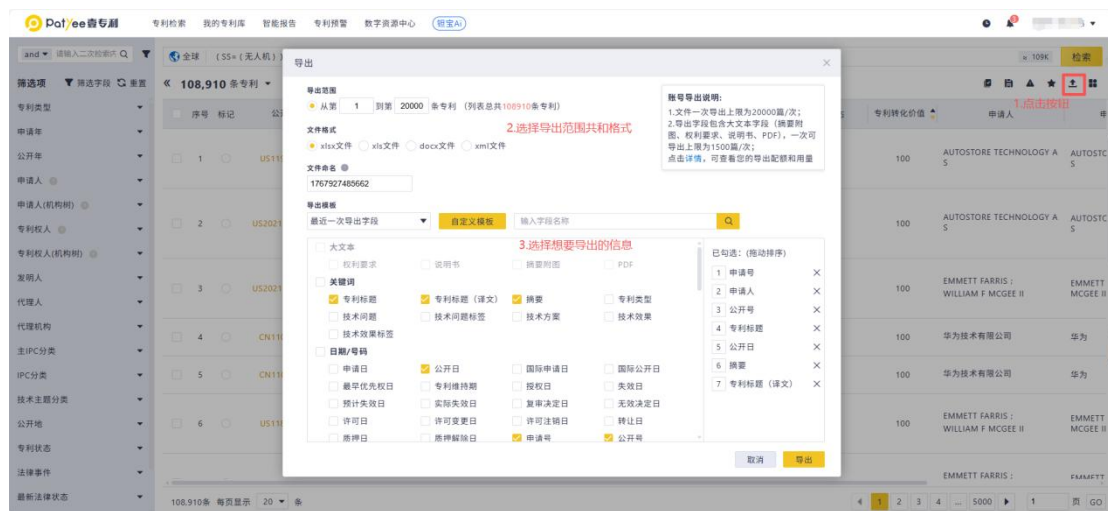 Patyee壹专利 专利检索 我的专利库 智能报告 专利预警 数字资源中心 钽宝AI
and 请输入二次检索内 全球 (SS=(无人机)) × 109K 检索
筛选项 筛选字段 重置 108,910 条专利
1.点击按钮
序号 标记 专利转化价值 申请人
专利类型
申请年
公开年
申请人
申请人(机构树)
专利权人
专利权人(机构树)
发明人
代理人
代理机构
主IPC分类
IPC分类
技术主题分类
公开地
专利状态
法律事件
最新法律状态
1 US11 100 AUTOSTORE TECHNOLOGY A S AUTOSTO S
2 US2021 100 AUTOSTORE TECHNOLOGY A S AUTOSTO S
3 US2021 100 EMMETT FARRIS ; WILLIAM F MCGEE II EMMETT MCGEE II
4 CN11 100 华为技术有限公司 华为
5 CN11 100 华为技术有限公司 华为
6 US11 100 EMMETT FARRIS ; WILLIAM F MCGEE II EMMETT MCGEE II
EMMETT FARRIS ; EMMETT
108,910条 每页显示 20 条 1 2 3 4 ... 5000 1 页 GO
导出 ×
导出范围
从第 1 到第 20000 条专利 (列表总共108910条专利)
2.选择导出范围共和格式
文件格式
xlsx文件 xls文件 docx文件 xml文件
账号导出说明:
1.文件一次导出上限为20000篇/次;
2.导出字段包含大文本字段(摘要附
图、权利要求、说明书、PDF),一次可
导出上限为1500篇/次;
点击详情,可查看您的导出配额和用量
文件命名
1767927485662
导出模板
最近一次导出字段 自定义模板 输入字段名称
3.选择想要导出的信息
大文本
权利要求 说明书 摘要附图 PDF
关键词
专利标题 专利标题(译文) 摘要 专利类型
技术问题 技术问题标签 技术方案 技术效果
技术效果标签
日期/号码
申请日 公开日 国际申请日 国际公开日
最早优先权日 专利维持期 授权日 失效日
预计失效日 实际失效日 复审决定日 无效决定日
许可日 许可变更日 许可注销日 转让日
质押日 质押解除日 申请号 公开号
已勾选:(拖动排序)
1 申请号 ×
2 申请人 ×
3 公开号 ×
4 专利标题 ×
5 公开日 ×
6 摘要 ×
7 专利标题(译文) ×
取消 导出